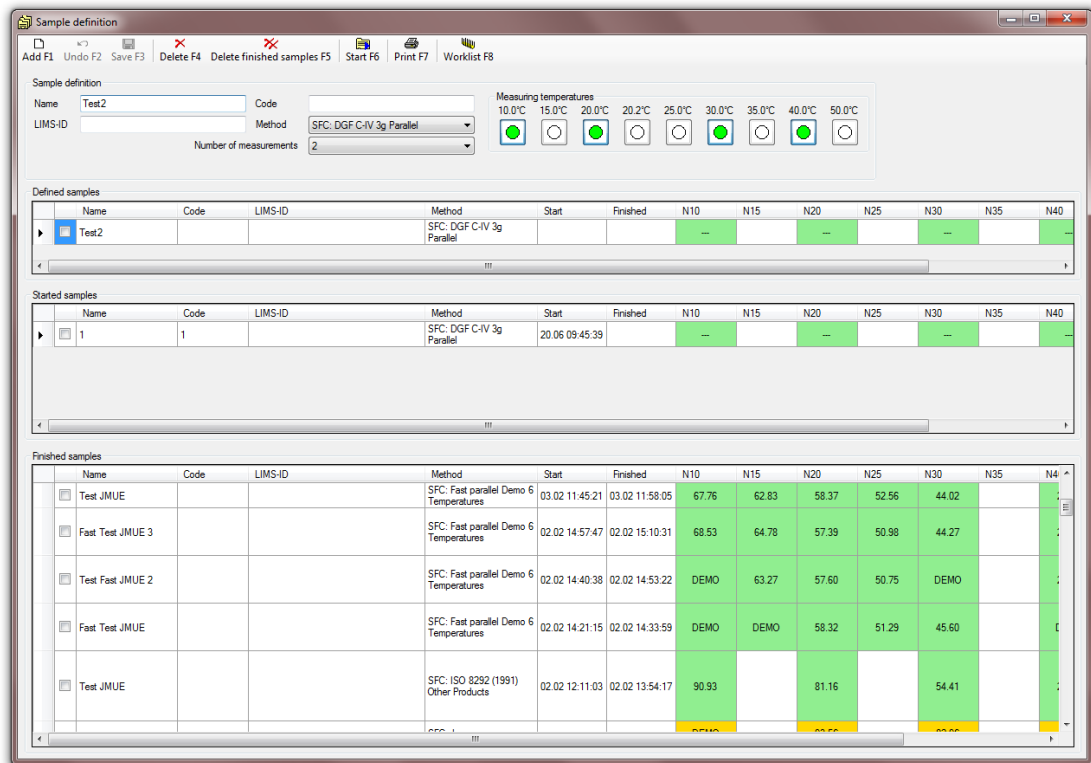 Sample definition
Add F1 Undo F2 Save F3 Delete F4 Delete finished samples F5 Start F6 Print F7 Worklist F8
Sample definition
Name Test2 Code
LIMS-ID Method SFC: DGF C-IV 3g Parallel
Number of measurements 2
Measuring temperatures
10.0°C 15.0°C 20.0°C 20.2°C 25.0°C 30.0°C 35.0°C 40.0°C 50.0°C
Defined samples
Name Code LIMS-ID Method Start Finished N10 N15 N20 N25 N30 N35 N40
Test2 SFC: DGF C-IV 3g --- --- --- ---
Parallel
Started samples
Name Code LIMS-ID Method Start Finished N10 N15 N20 N25 N30 N35 N40
1 1 SFC: DGF C-IV 3g 20.06 09:45:39 --- --- --- ---
Parallel
Finished samples
Name Code LIMS-ID Method Start Finished N10 N15 N20 N25 N30 N35 N4
Test JMUE SFC: Fast parallel Demo 6 03.02 11:45:21 03.02 11:58:05 67.76 62.83 58.37 52.56 44.02
Temperatures
Fast Test JMUE 3 SFC: Fast parallel Demo 6 02.02 14:57:47 02.02 15:10:31 68.53 64.78 57.39 50.98 44.27
Temperatures
Test Fast JMUE 2 SFC: Fast parallel Demo 6 02.02 14:40:38 02.02 14:53:22 DEMO 63.27 57.60 50.75 DEMO
Temperatures
Fast Test JMUE SFC: Fast parallel Demo 6 02.02 14:21:15 02.02 14:33:59 DEMO DEMO 58.32 51.29 45.60
Temperatures
Test JMUE SFC: ISO 8292 (1991) 02.02 12:11:03 02.02 13:54:17 90.93 81.16 54.41
Other Products